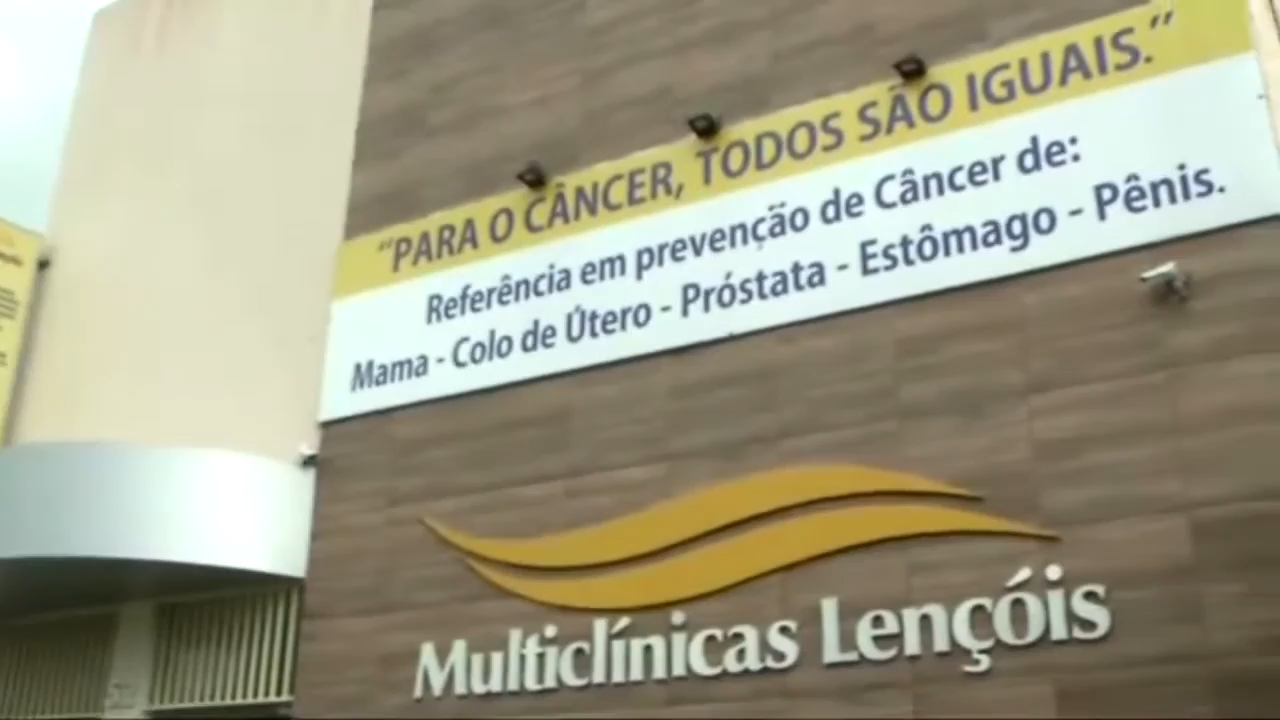 “PARA O CÂNCER, TODOS SÃO IGUAIS.”
Referência em prevenção de Câncer de:
Mama - Colo de Útero - Próstata - Estômago - Pênis.
Multiclínicas Lençóis